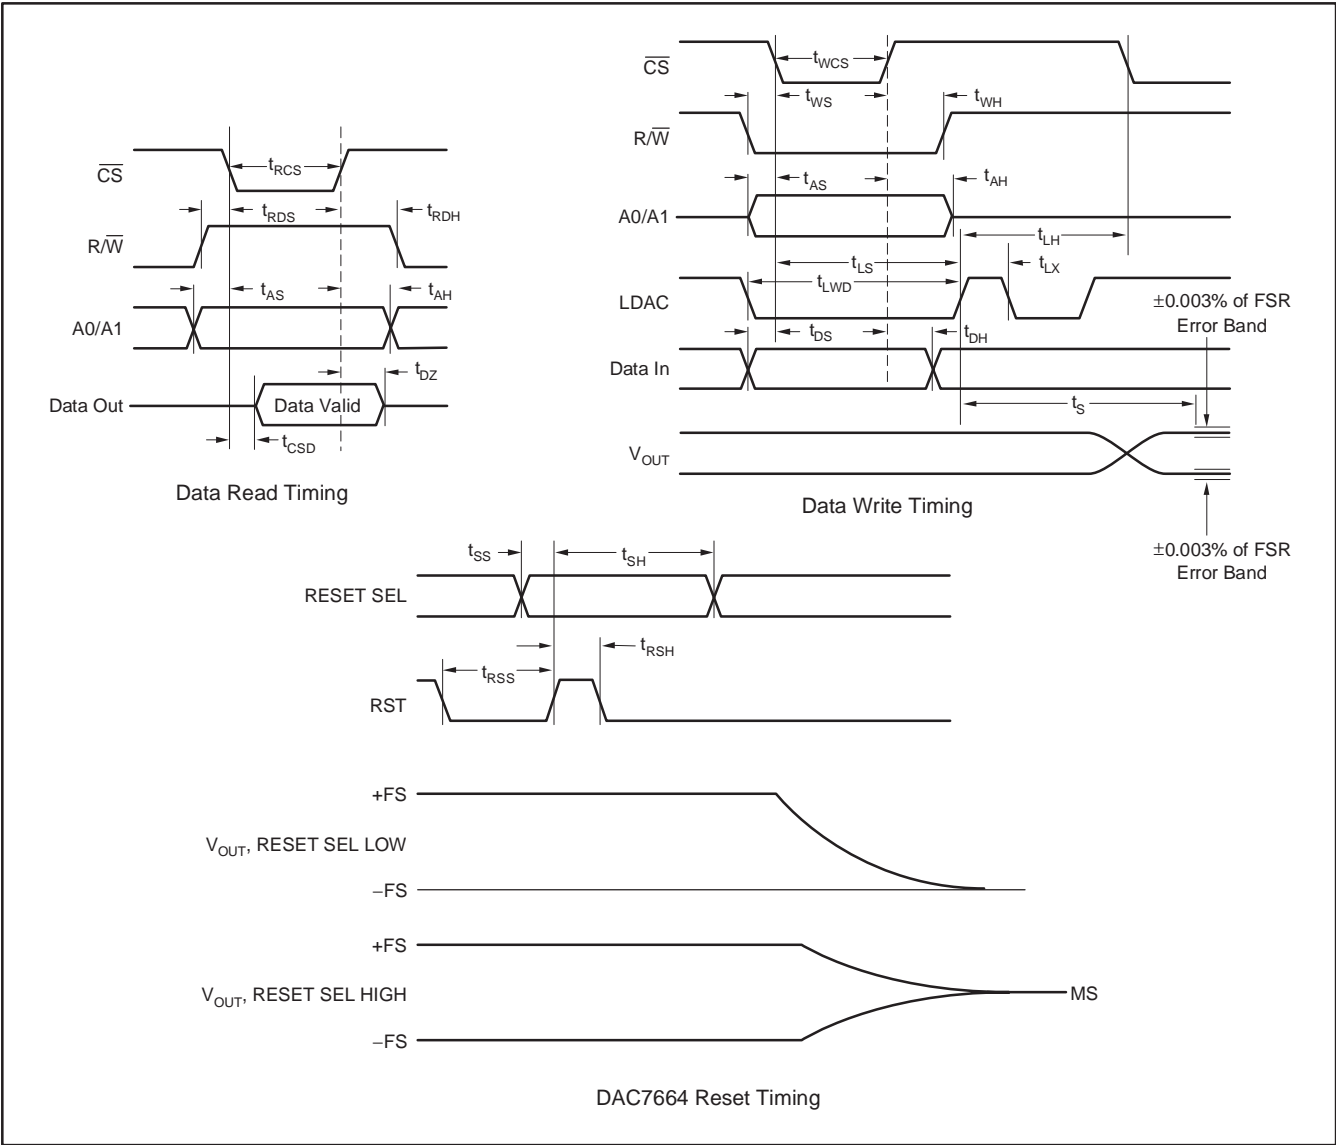 CS
tRCS
tRDS
tRDH
R/W
tAS
tAH
A0/A1
tDZ
Data Out
Data Valid
tCSD
Data Read Timing
CS
tWCS
tWS
tWH
R/W
tAS
tAH
A0/A1
tLH
tLS
tLX
LDAC
tLWD
±0.003% of FSR
Error Band
tDS
tDH
Data In
tS
VOUT
Data Write Timing
±0.003% of FSR
Error Band
tSS
tSH
RESET SEL
tRSH
tRSS
RST
+FS
VOUT, RESET SEL LOW
−FS
+FS
VOUT, RESET SEL HIGH
MS
−FS
DAC7664 Reset Timing